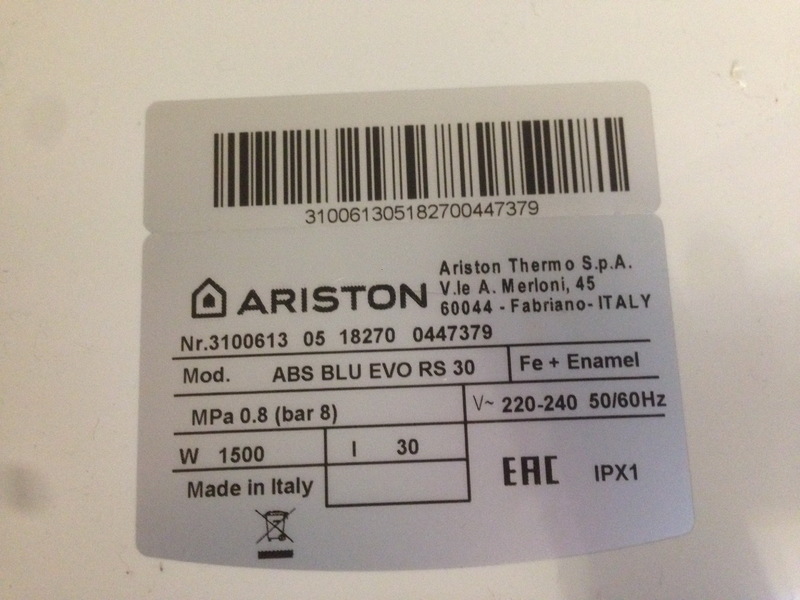 310061305182700447379
ARISTON
Ariston Thermo S.p.A.
V.le A. Merloni, 45
60044 - Fabriano- ITALY
Nr.3100613 05 18270 0447379
Mod. ABS BLU EVO RS 30 Fe + Enamel
MPa 0.8 (bar 8) V~ 220-240 50/60Hz
W 1500 l 30
Made in Italy EAC IPX1